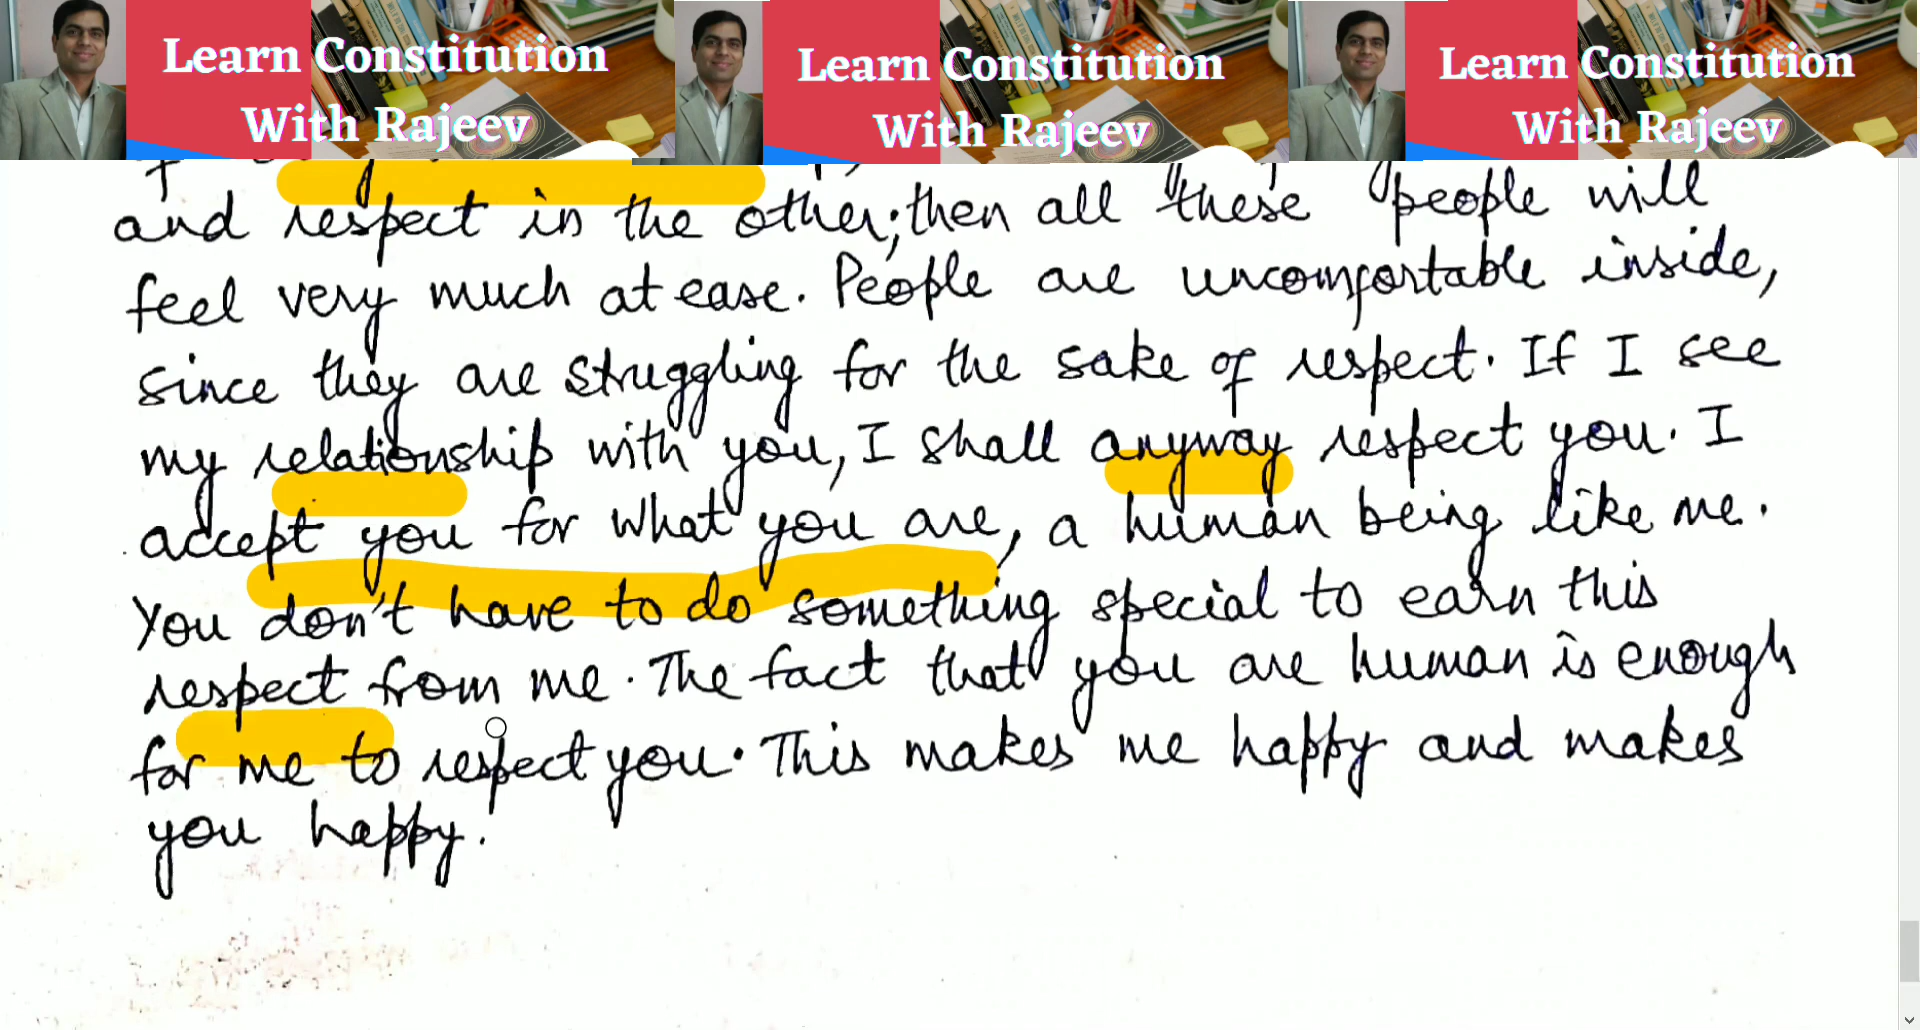 Learn Constitution
With Rajeev
Learn Constitution
With Rajeev
Learn Constitution
With Rajeev
and respect in the other; then all these people will
feel very much at ease. People are uncomfortable inside,
since they are struggling for the sake of respect. If I see
my relationship with you, I shall anyway respect you. I
accept you for what you are, a human being like me.
You don't have to do something special to earn this
respect from me. The fact that you are human is enough
for me to respect you. This makes me happy and makes
you happy.